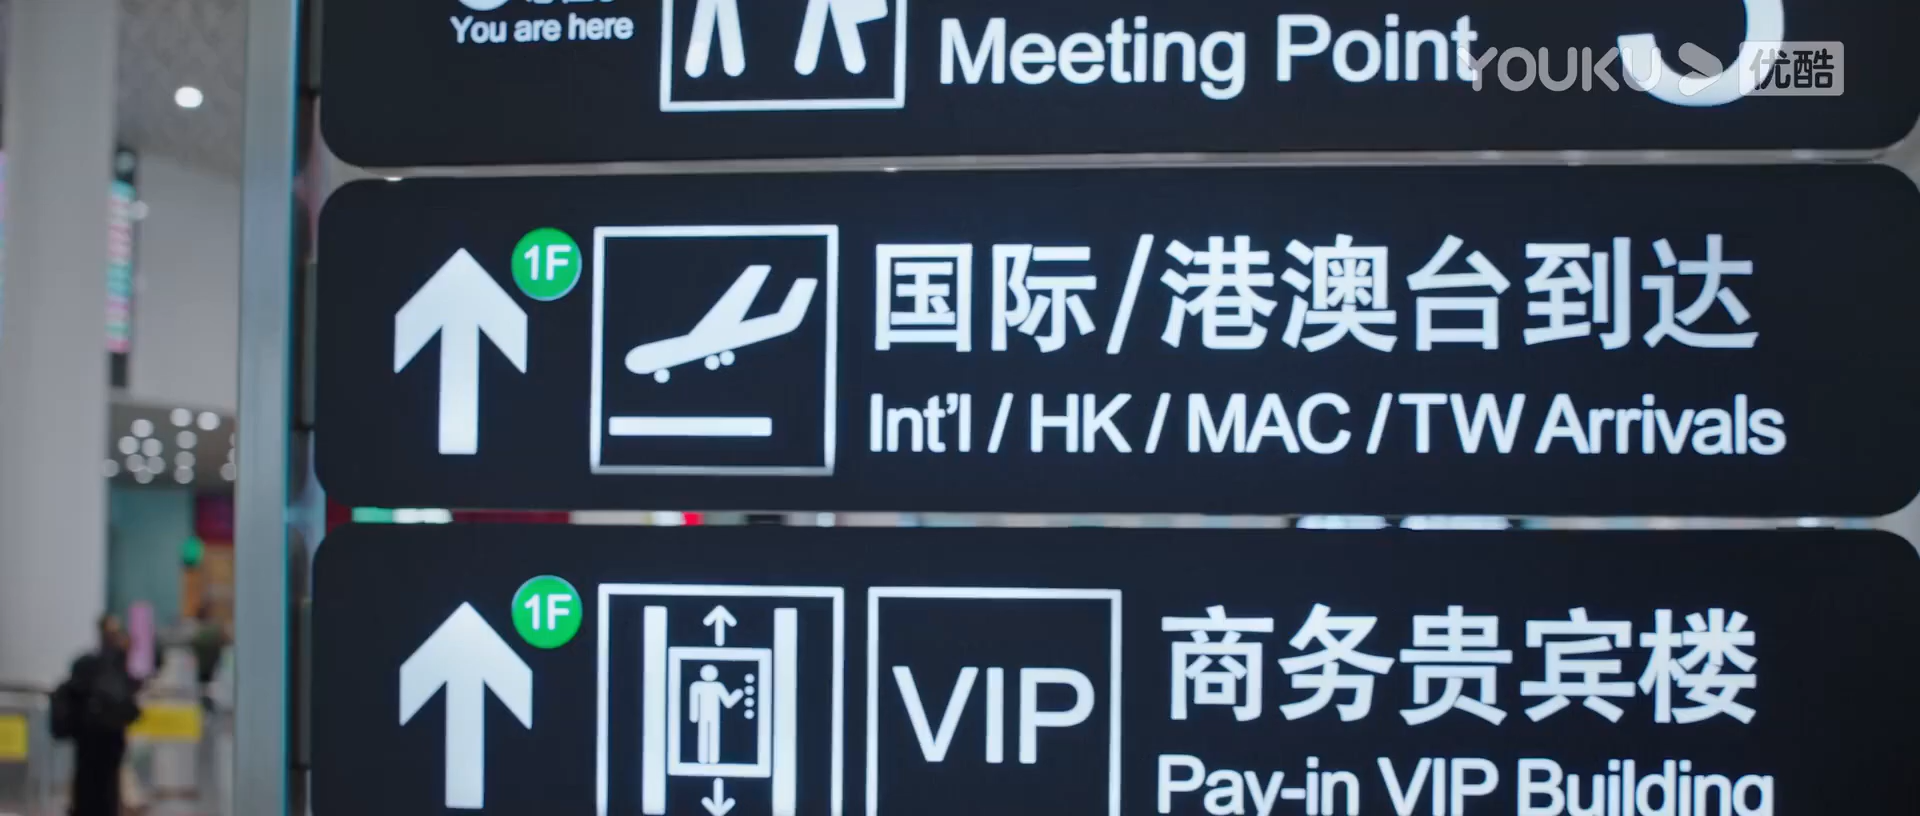 You are here
Meeting Point
YOUKU 优酷
1F
国际/港澳台到达
Int'l / HK / MAC / TW Arrivals
1F
VIP
商务贵宾楼
Pay-in VIP Building